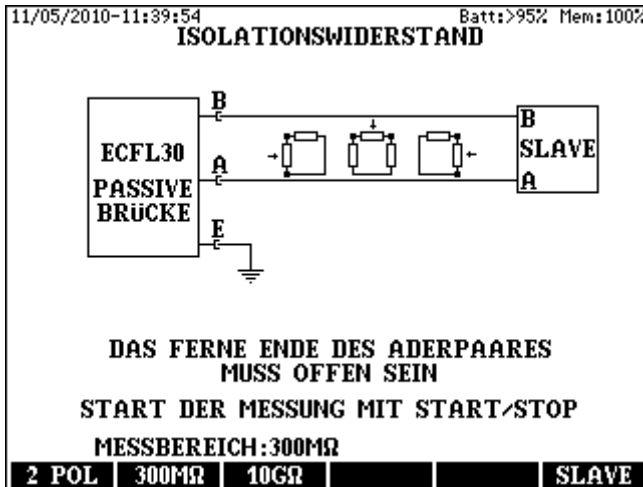 11/05/2010-11:39:54 Batt:>95% Mem:100%
ISOLATIONSWIDERSTAND
B
B
ECFL30
SLAVE
A
A
PASSIVE
BRüCKE
E
DAS FERNE ENDE DES ADERPAARES
MUSS OFFEN SEIN
START DER MESSUNG MIT START/STOP
MESSBEREICH:300MΩ
2 POL 300MΩ 10GΩ SLAVE